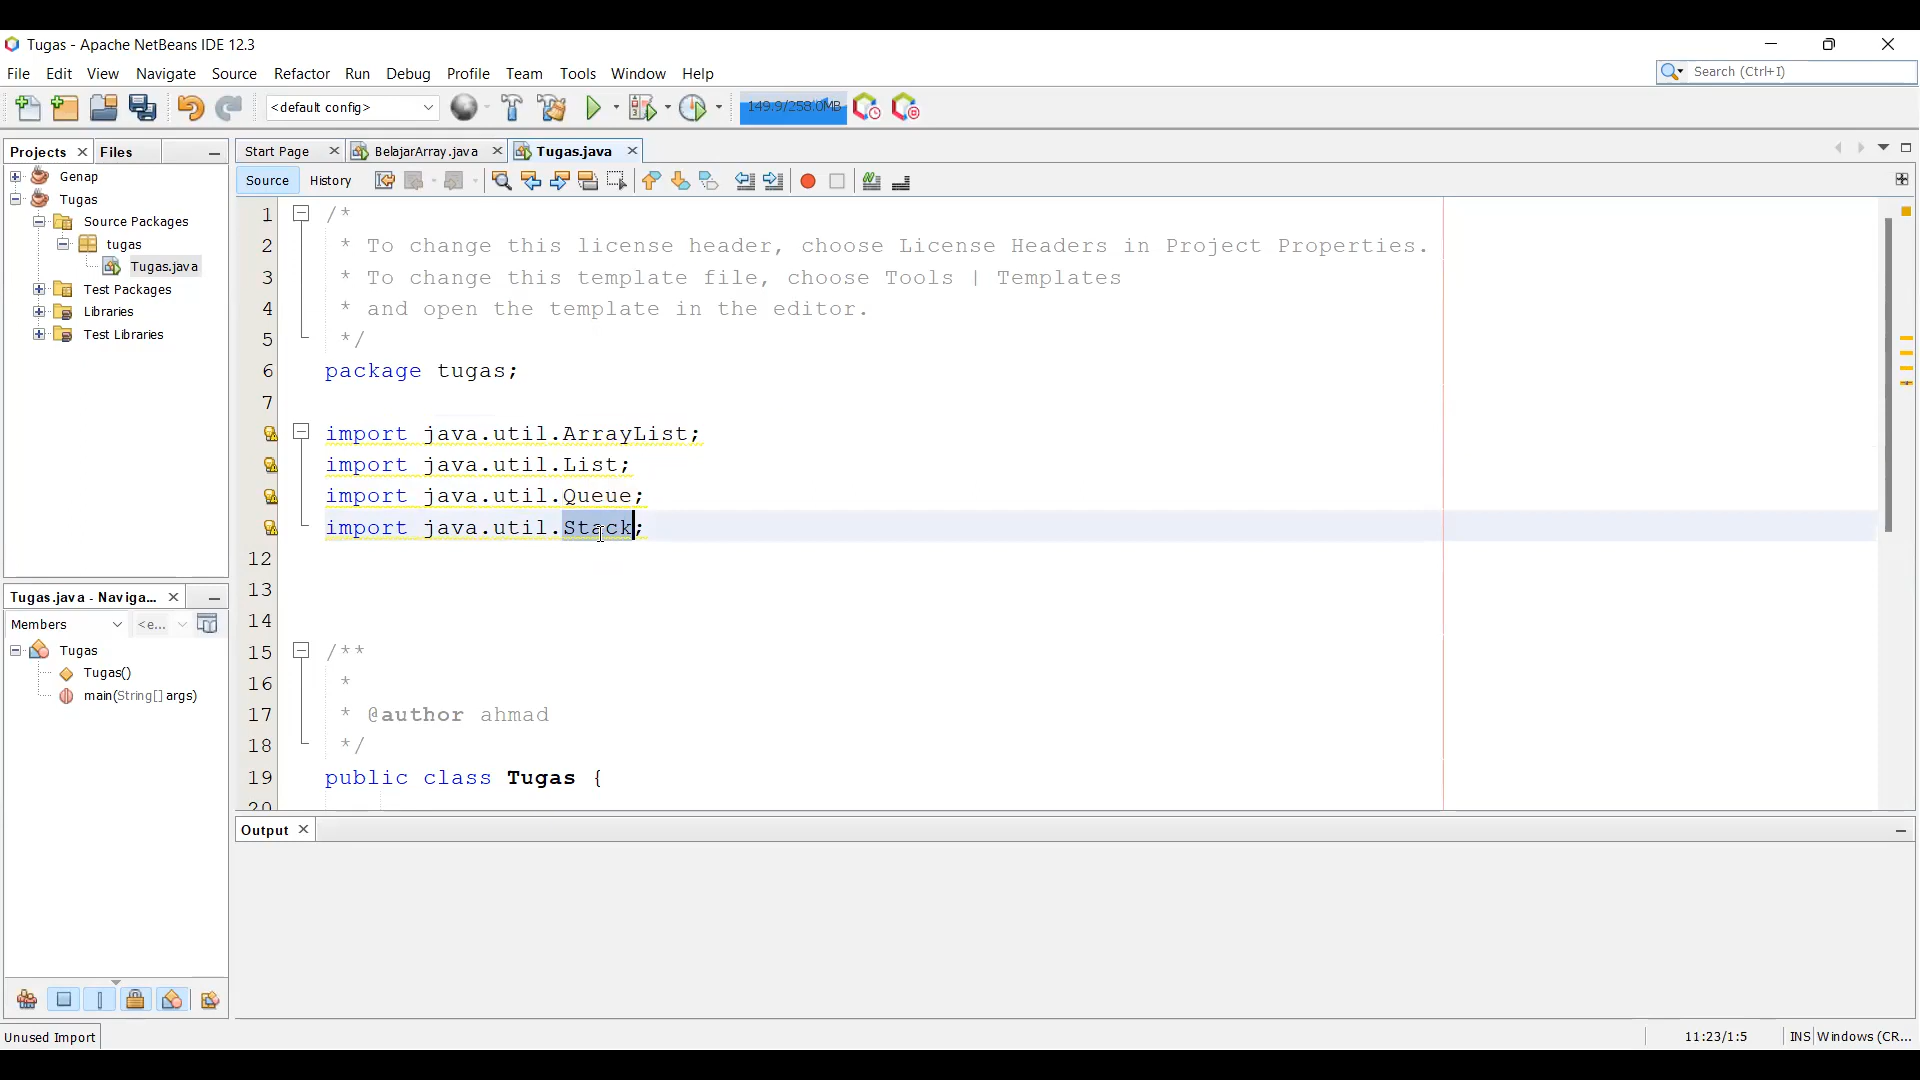 Tugas - Apache NetBeans IDE 12.3
File Edit View Navigate Source Refactor Run Debug Profile Team Tools Window Help
Search (Ctrl+I)
<default config>
149.9/258.0MB
Projects Files
Start Page BelajarArray.java Tugas.java
Source History
Genap
Tugas
Source Packages
tugas
Tugas.java
Test Packages
Libraries
Test Libraries
1 /*
2 * To change this license header, choose License Headers in Project Properties.
3 * To change this template file, choose Tools | Templates
4 * and open the template in the editor.
5 */
6 package tugas;
7
import java.util.ArrayList;
import java.util.List;
import java.util.Queue;
import java.util.Stack;
12
13
14
15 /**
16 *
17 * @author ahmad
18 */
19 public class Tugas {
20
Tugas.java - Naviga...
Members <e...
Tugas
Tugas()
main(String[] args)
Output
Unused Import
11:23/1:5 INS Windows (CR...